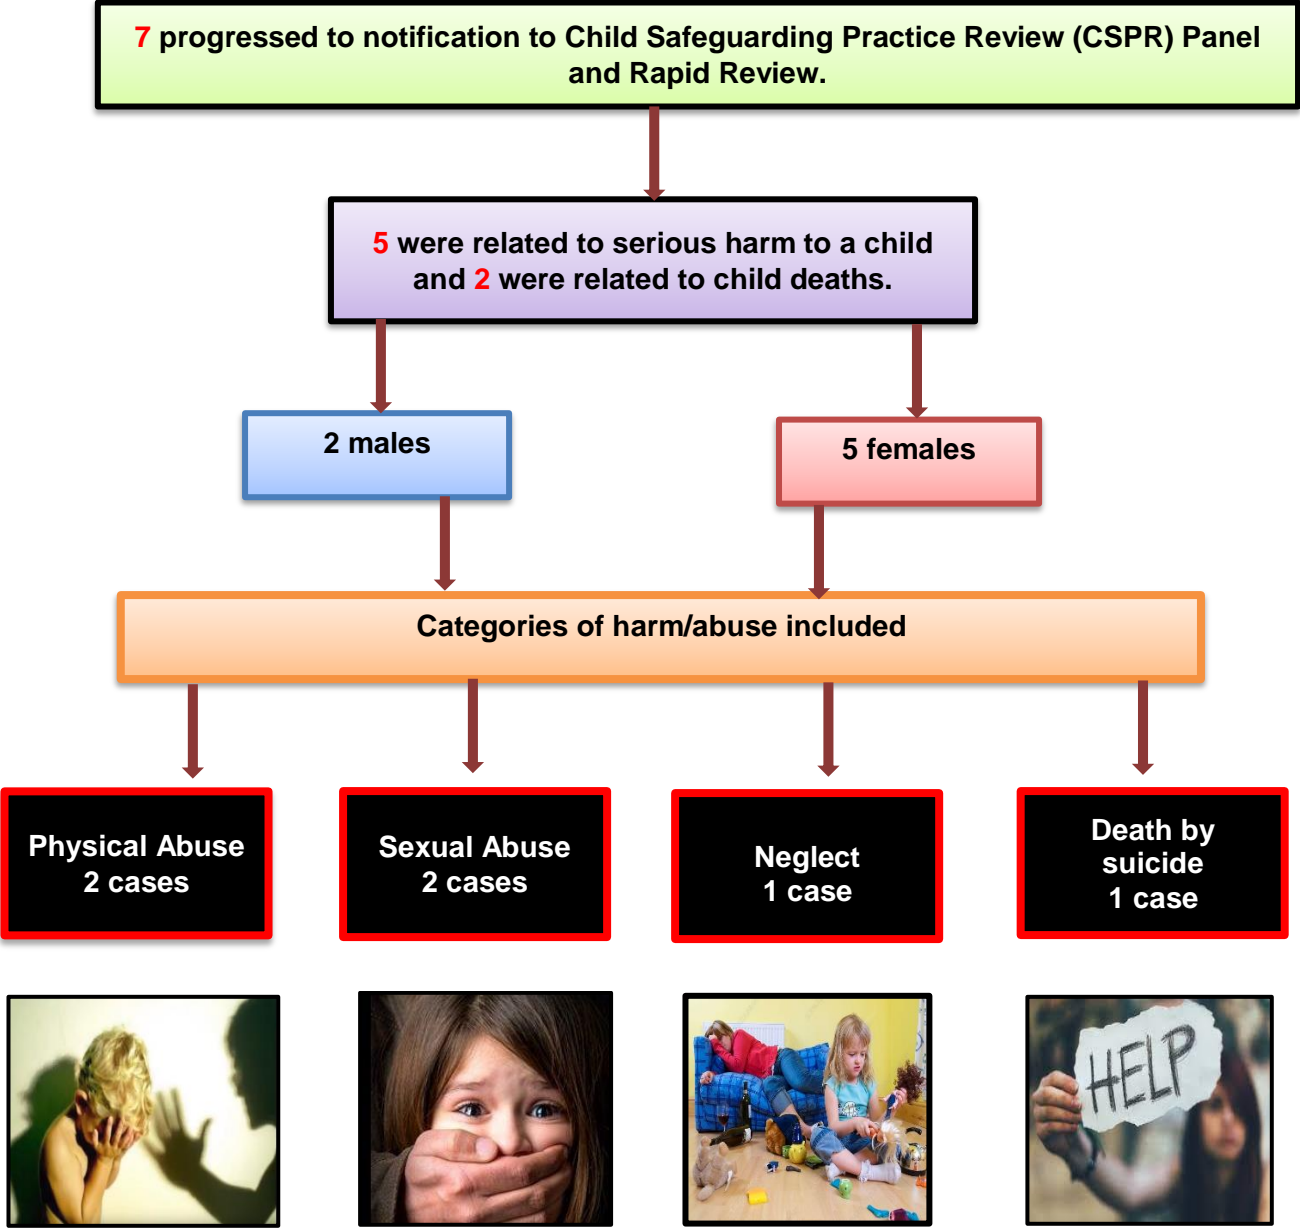 7 progressed to notification to Child Safeguarding Practice Review (CSPR) Panel
and Rapid Review.
5 were related to serious harm to a child
and 2 were related to child deaths.
2 males
5 females
Categories of harm/abuse included
Physical Abuse
2 cases
Sexual Abuse
2 cases
Neglect
1 case
Death by
suicide
1 case
HELP